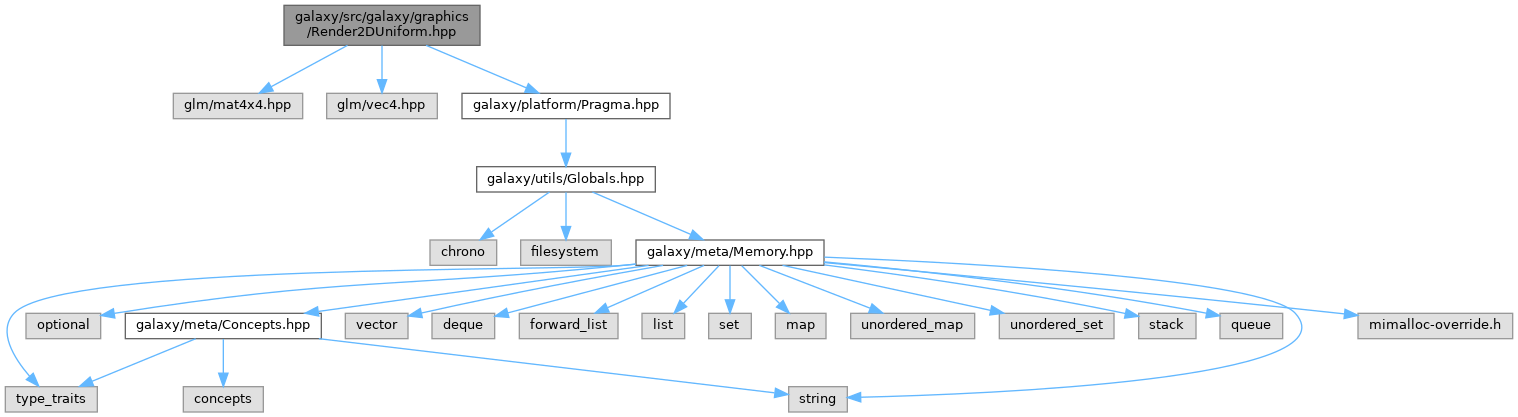 galaxy/src/galaxy/graphics
/Render2DUniform.hpp
glm/mat4x4.hpp
glm/vec4.hpp
galaxy/platform/Pragma.hpp
galaxy/utils/Globals.hpp
chrono
filesystem
galaxy/meta/Memory.hpp
optional
galaxy/meta/Concepts.hpp
vector
deque
forward_list
list
set
map
unordered_map
unordered_set
stack
queue
mimalloc-override.h
type_traits
concepts
string